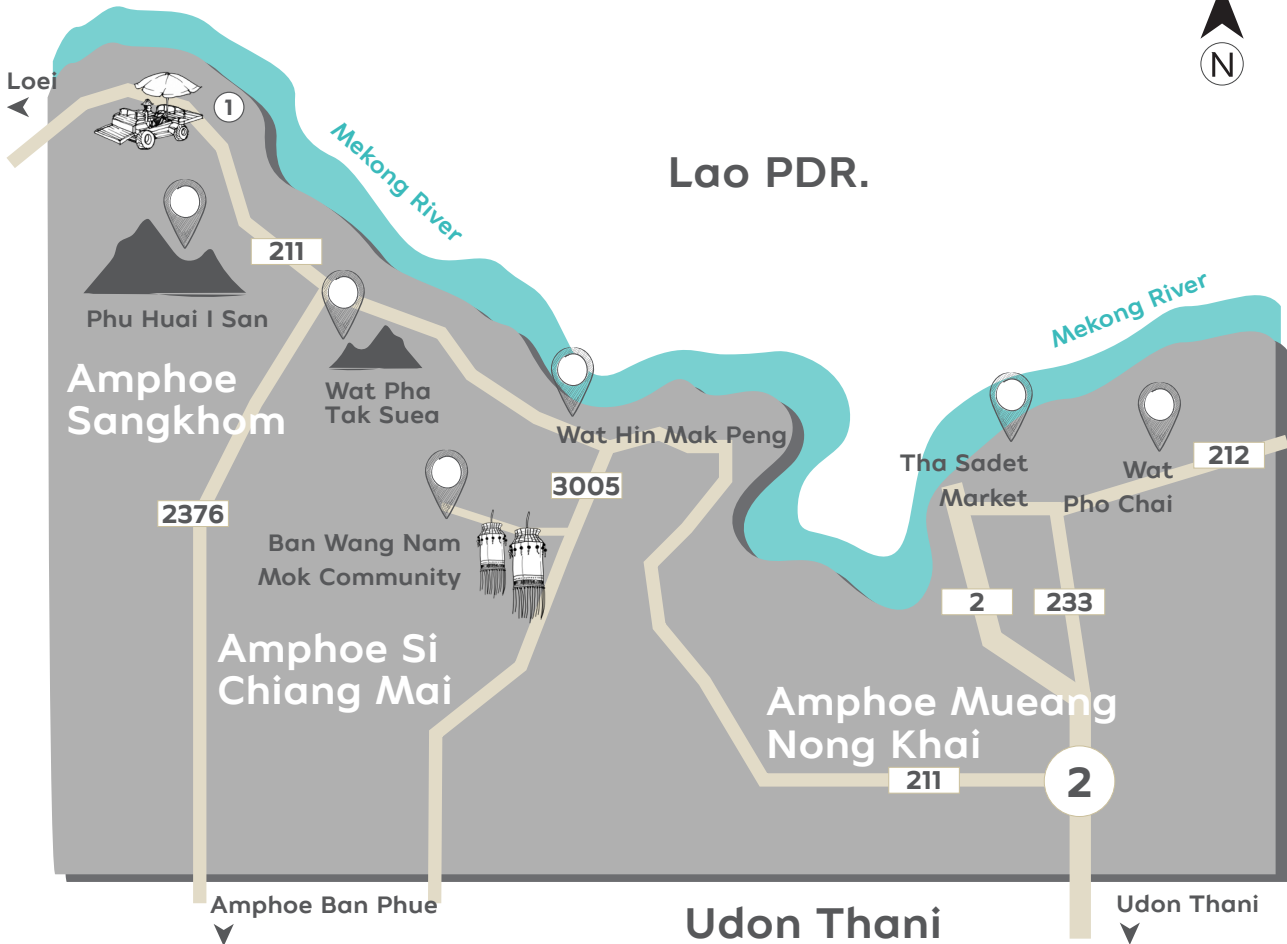 N
Loei
1
Mekong River
Lao PDR.
211
Mekong River
Phu Huai I San
Amphoe
Sangkhom
Wat Pha
Tak Suea
Wat Hin Mak Peng
Tha Sadet
Market
Wat
Pho Chai
212
3005
2376
Ban Wang Nam
Mok Community
2
233
Amphoe Si
Chiang Mai
Amphoe Mueang
Nong Khai
211
2
Amphoe Ban Phue
Udon Thani
Udon Thani